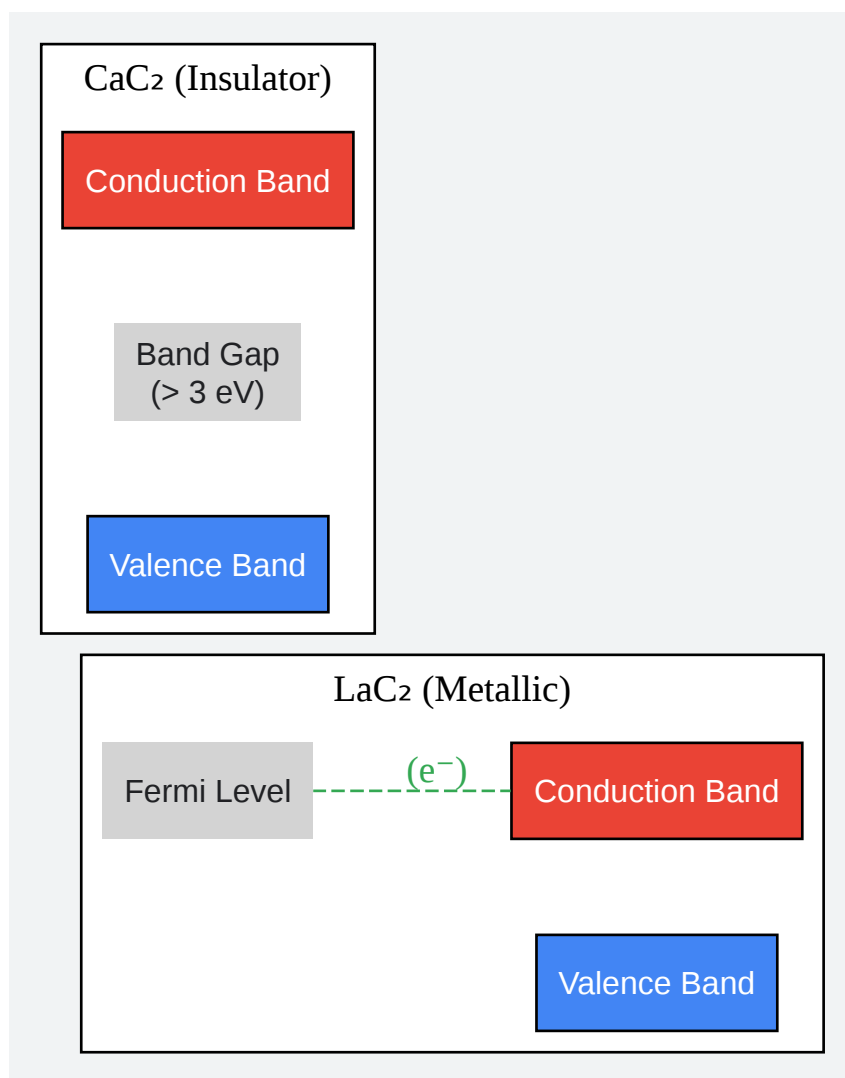 CaC₂ (Insulator)
Conduction Band
Band Gap
(> 3 eV)
Valence Band
LaC₂ (Metallic)
Fermi Level
(e⁻)
Conduction Band
Valence Band